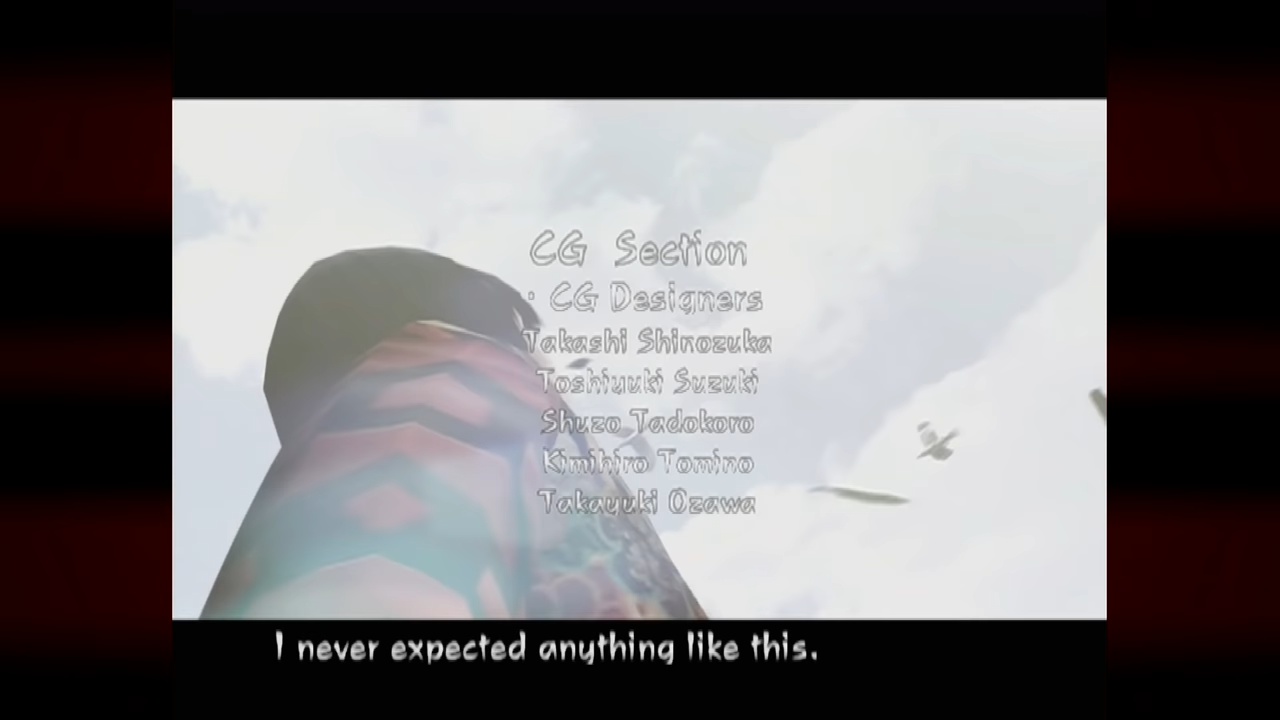 CG Section
· CG Designers
Takashi Shinozuka
Toshiyuki Suzuki
Shuzo Tadokoro
Kimihiro Tomino
Takayuki Ozawa
I never expected anything like this.